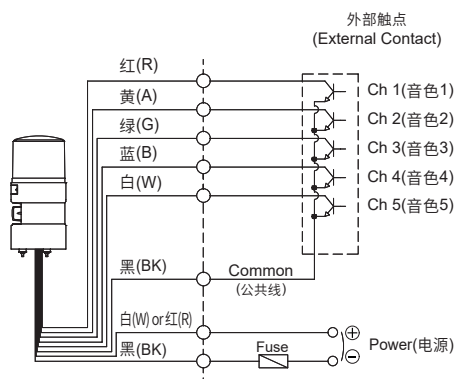 外部触点
(External Contact)
红(R)
Ch 1(音色1)
黄(A)
Ch 2(音色2)
绿(G)
Ch 3(音色3)
蓝(B)
Ch 4(音色4)
白(W)
Ch 5(音色5)
黑(BK)
Common
(公共线)
白(W) or 红(R)
Fuse
Power(电源)
黑(BK)